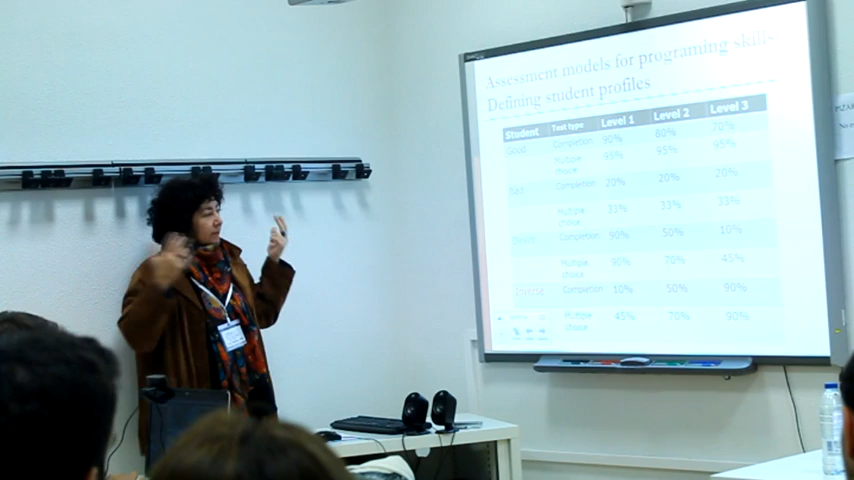 Assessment models for programing skills
Defining student profiles
Student Test type Level 1 Level 2 Level 3
Good Completion 90% 80% 70%
Multiple choice 95% 95% 95%
Completion 20% 20% 20%
Multiple choice 33% 33% 33%
Completion 90% 50% 10%
Multiple choice 90% 70% 45%
Inverse Completion 10% 50% 90%
Multiple choice 45% 70% 90%